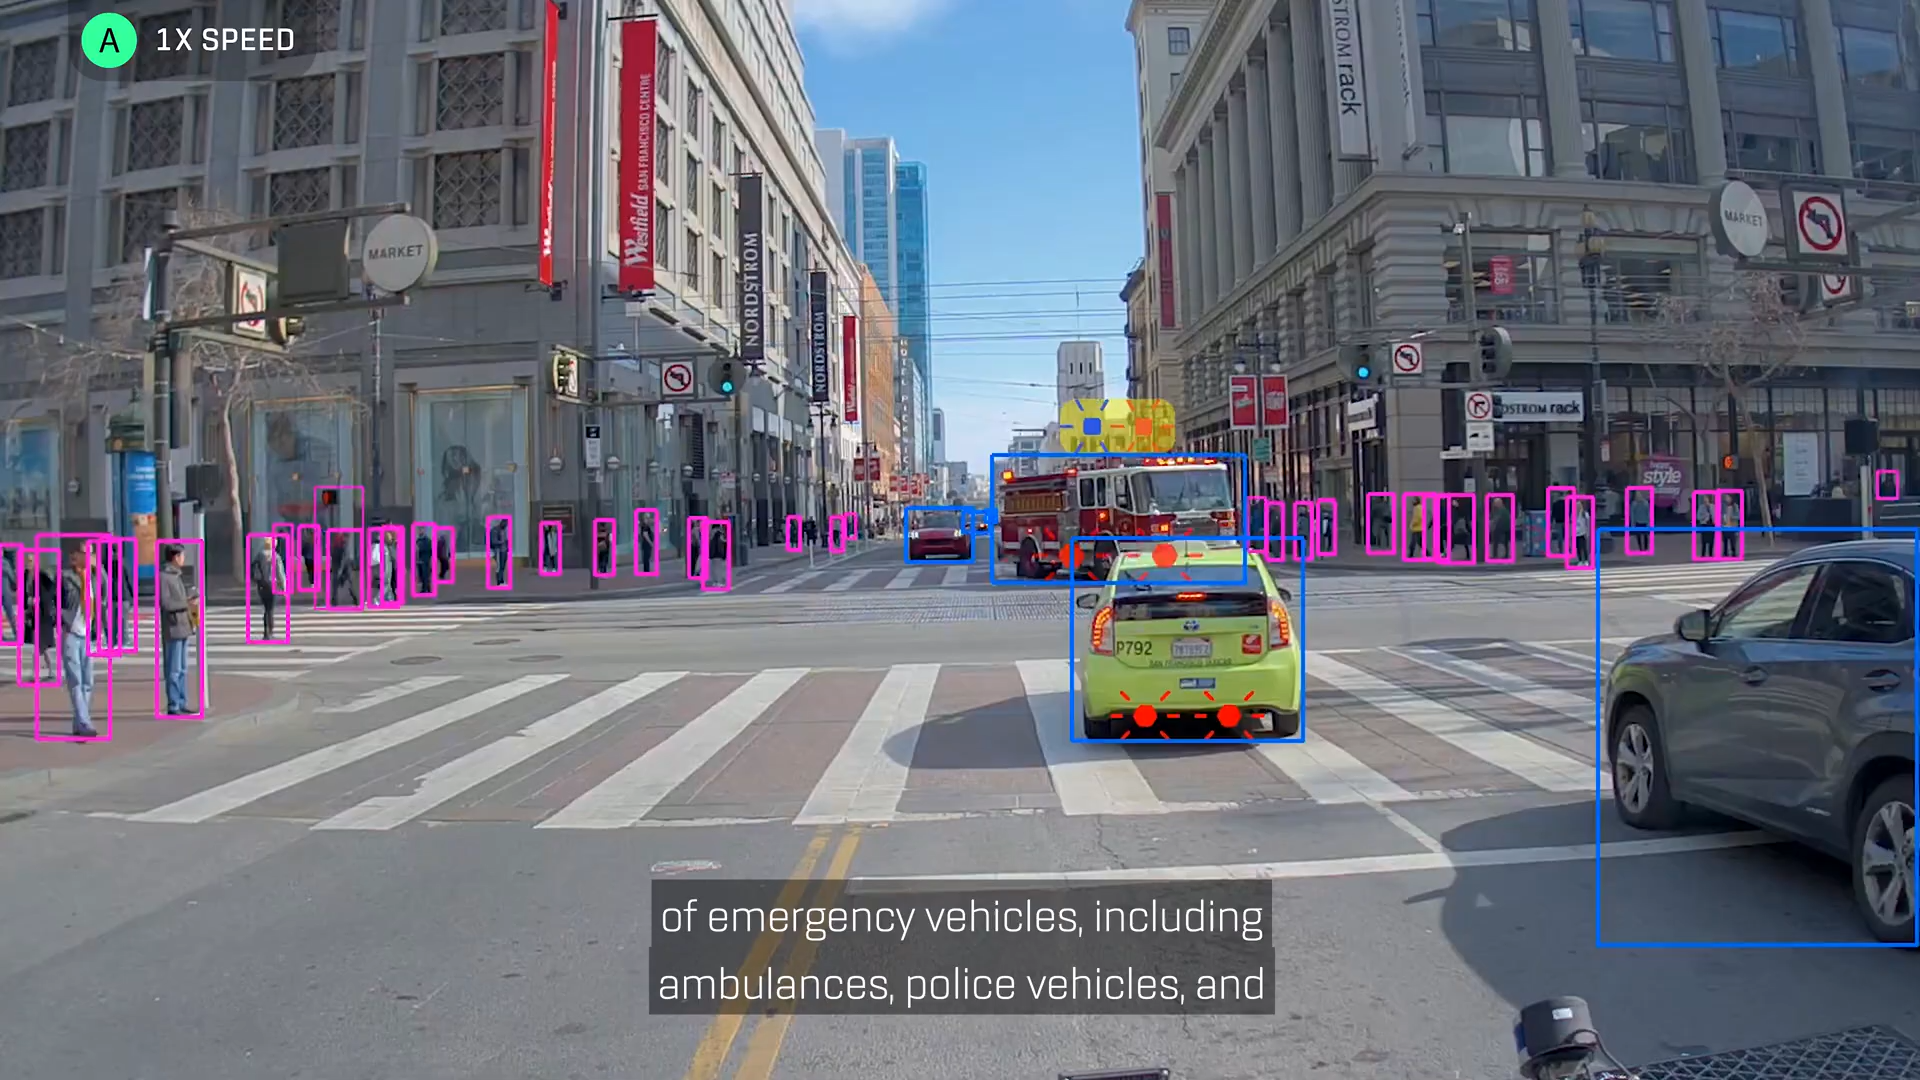 A 1X SPEED
Westfield SAN FRANCISCO CENTRE
NORDSTROM
NORDSTROM
MARKET
STROM rack
MARKET
DSTROM rack
style
P792
of emergency vehicles, including
ambulances, police vehicles, and